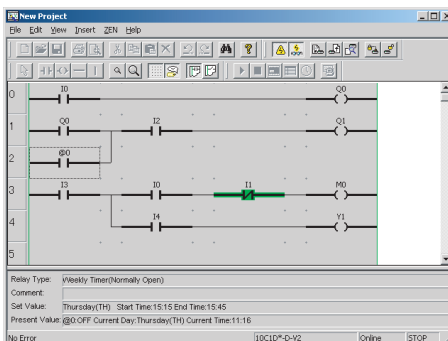 New Project
File Edit View Insert ZEN Help
0 I0 Q0
1 Q0 I2 Q1
2 @0
3 I3 I0 I1 M0
4 I4 Y1
5
Relay Type: Weekly Timer(Normally Open)
Comment:
Set Value: Thursday(TH) Start Time:15:15 End Time:15:45
Present Value: @0:OFF Current Day:Thursday(TH) Current Time:11:16
No Error 10C1D*-D-V2 Online STOP